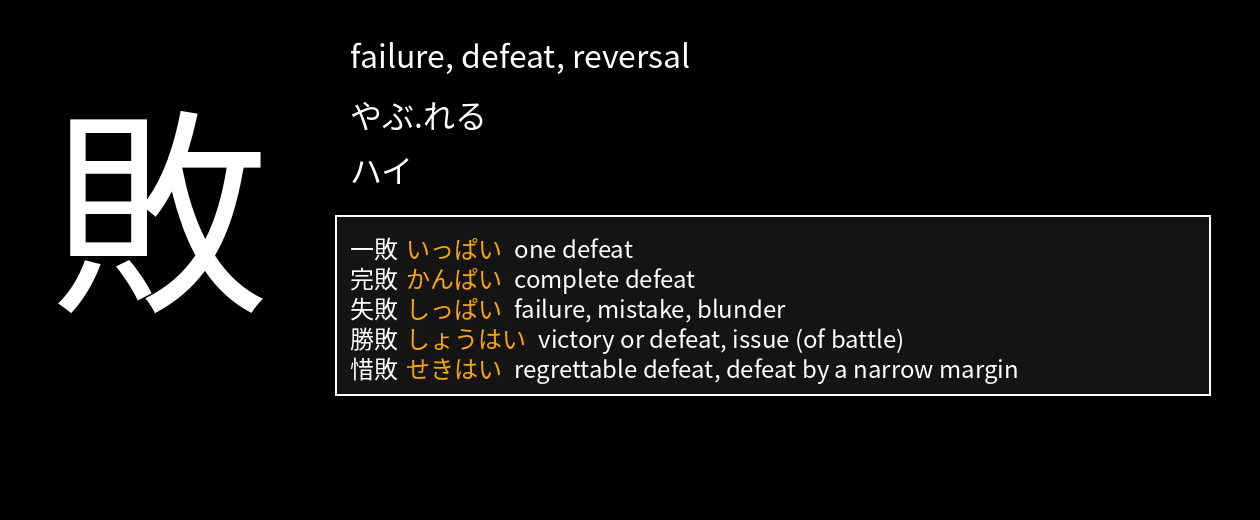 敗
failure, defeat, reversal
やぶ.れる
ハイ
一敗 いっぱい one defeat
完敗 かんぱい complete defeat
失敗 しっぱい failure, mistake, blunder
勝敗 しょうはい victory or defeat, issue (of battle)
惜敗 せきはい regrettable defeat, defeat by a narrow margin